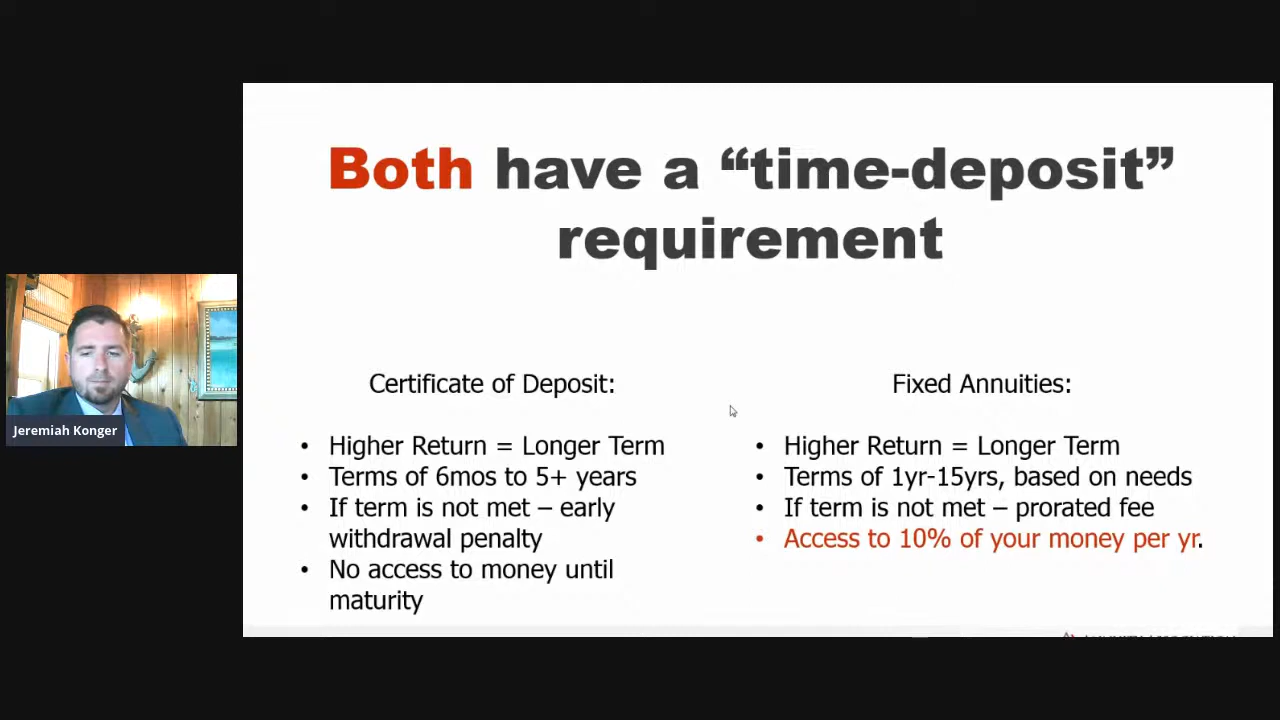 Both have a “time-deposit”
requirement
Jeremiah Konger
Certificate of Deposit:
• Higher Return = Longer Term
• Terms of 6mos to 5+ years
• If term is not met – early
withdrawal penalty
• No access to money until
maturity
Fixed Annuities:
• Higher Return = Longer Term
• Terms of 1yr-15yrs, based on needs
• If term is not met – prorated fee
• Access to 10% of your money per yr.